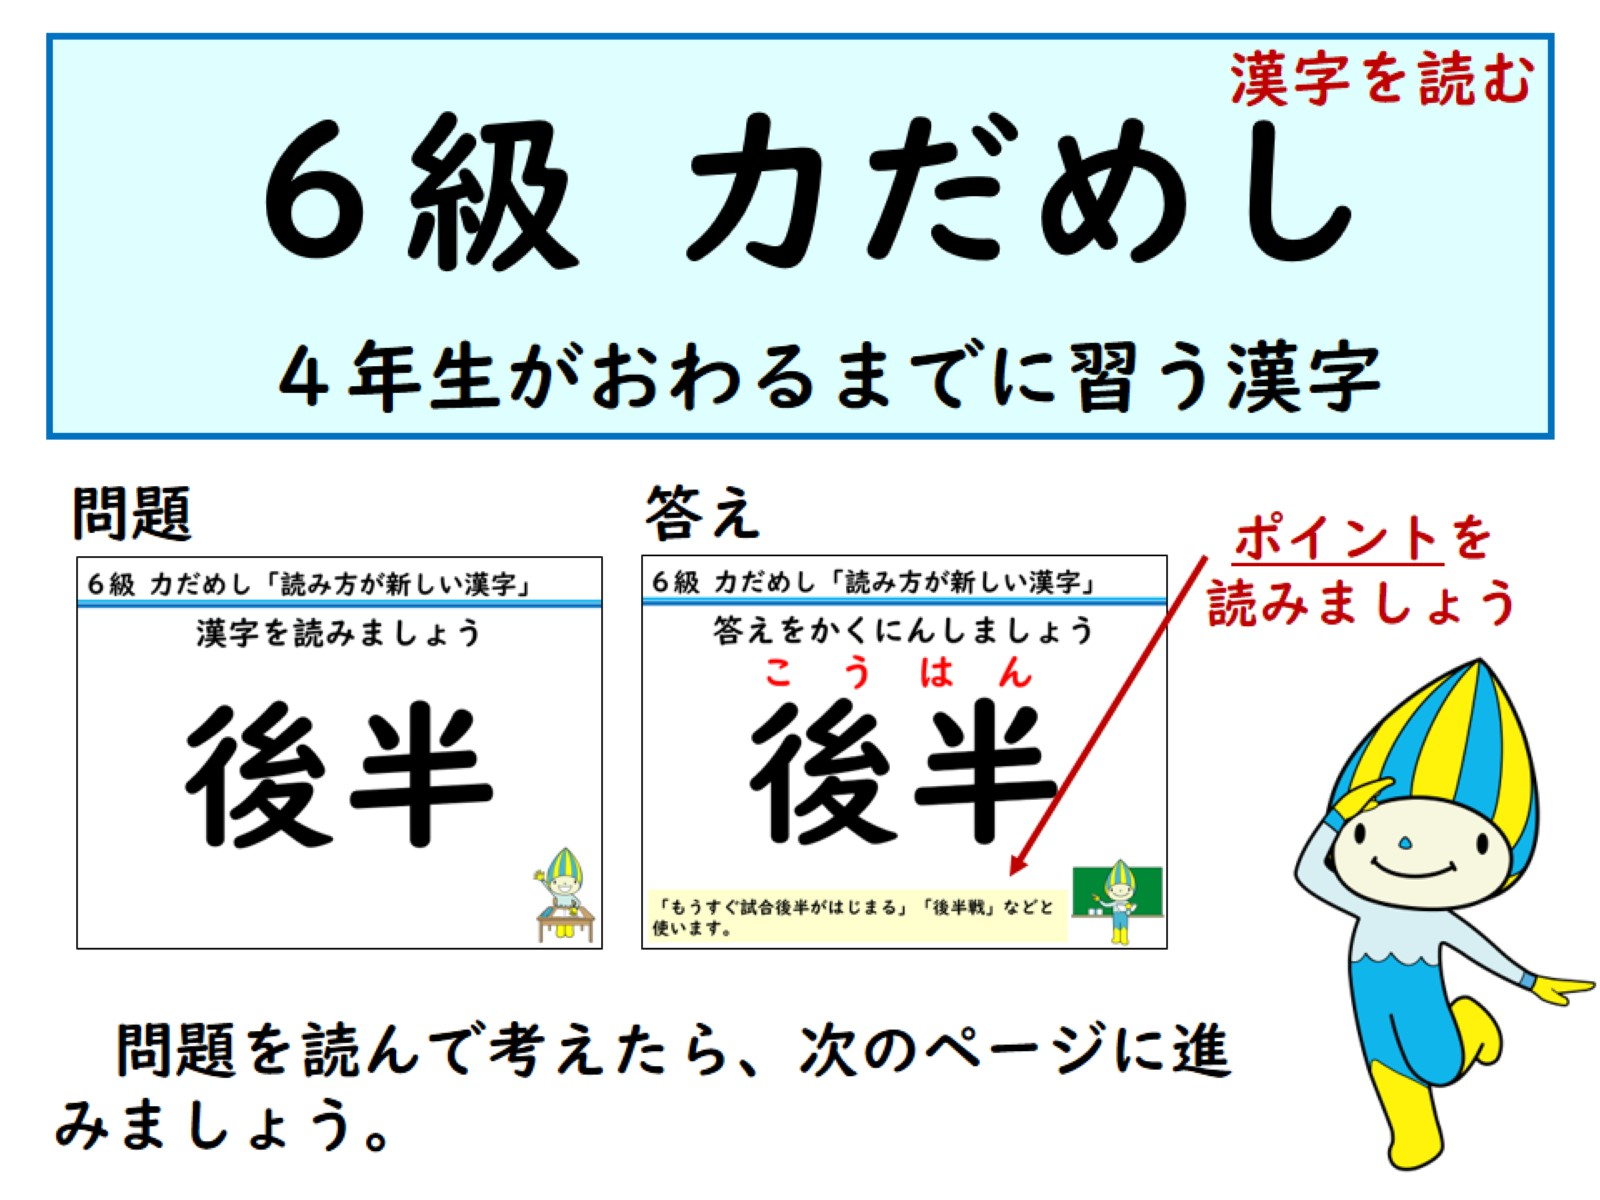 漢字を読む
６級 力だめし
４年生がおわるまでに習う漢字
問題
６級 力だめし「読み方が新しい漢字」
漢字を読みましょう
後半
答え
６級 力だめし「読み方が新しい漢字」
答えをかくにんしましょう
こ う は ん
後半
「もうすぐ試合後半がはじまる」「後半戦」などと
使います。
ポイントを
読みましょう
問題を読んで考えたら、次のページに進
みましょう。